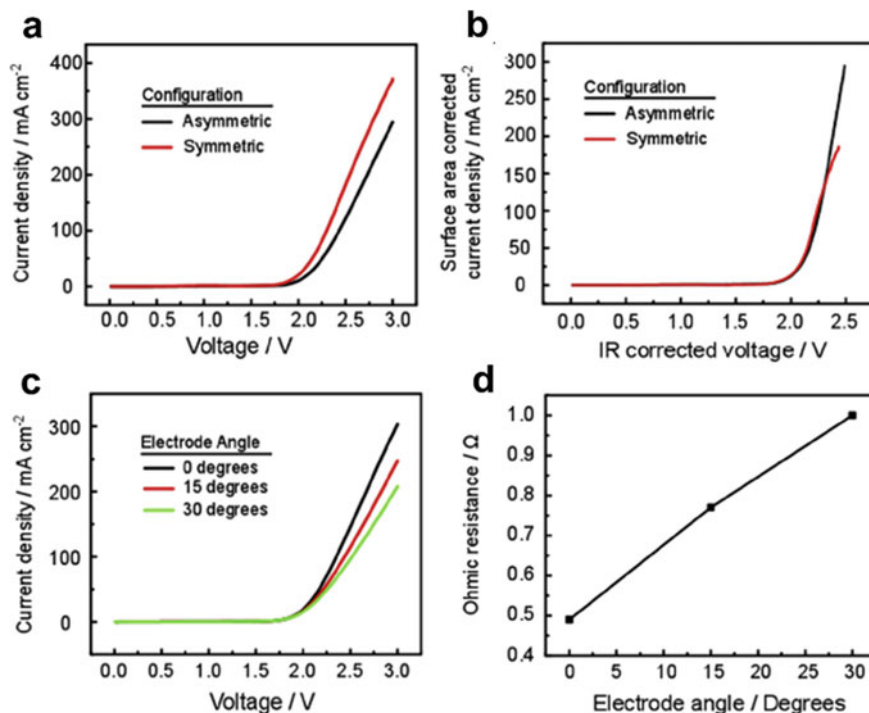 a
Current density / mA cm⁻²
400
300
200
100
0
Configuration
Asymmetric
Symmetric
0.0 0.5 1.0 1.5 2.0 2.5 3.0
Voltage / V
b
Surface area corrected
current density / mA cm⁻²
300
250
200
150
100
50
0
Configuration
Asymmetric
Symmetric
0.0 0.5 1.0 1.5 2.0 2.5
IR corrected voltage / V
c
Current density / mA cm⁻²
300
200
100
0
Electrode Angle
0 degrees
15 degrees
30 degrees
0.0 0.5 1.0 1.5 2.0 2.5 3.0
Voltage / V
d
Ohmic resistance / Ω
1.0
0.9
0.8
0.7
0.6
0.5
0.4
0 5 10 15 20 25 30
Electrode angle / Degrees